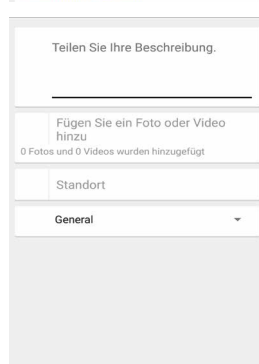 Teilen Sie Ihre Beschreibung.
Fügen Sie ein Foto oder Video
hinzu
0 Fotos und 0 Videos wurden hinzugefügt
Standort
General